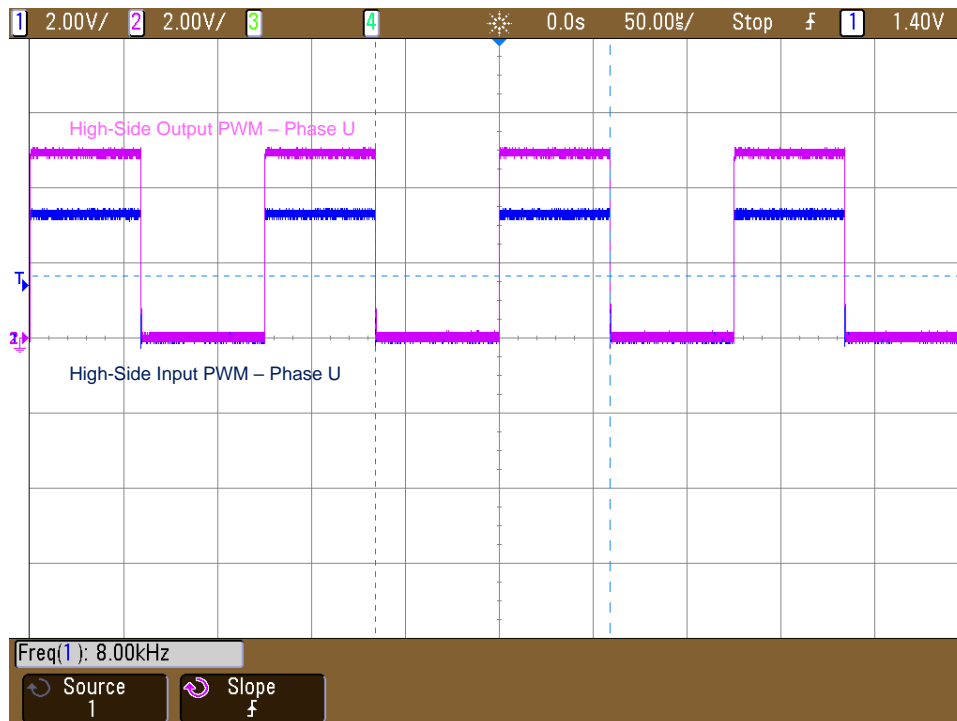 1 2.00V/ 2 2.00V/ 3 4 0.0s 50.00㎲/ Stop 1 1.40V
High-Side Output PWM – Phase U
T
High-Side Input PWM – Phase U
Freq(1): 8.00kHz
Source Slope
1